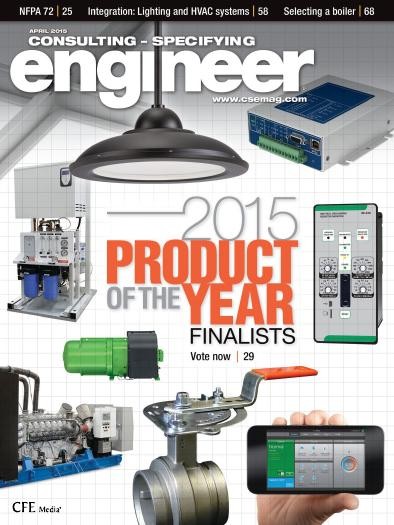 NFPA 72 | 25 Integration: Lighting and HVAC systems | 58 Selecting a boiler | 68
APRIL 2015
CONSULTING – SPECIFYING
engineer
www.csemag.com
2015
PRODUCT
OF THE YEAR
FINALISTS
Vote now | 29
CFE Media